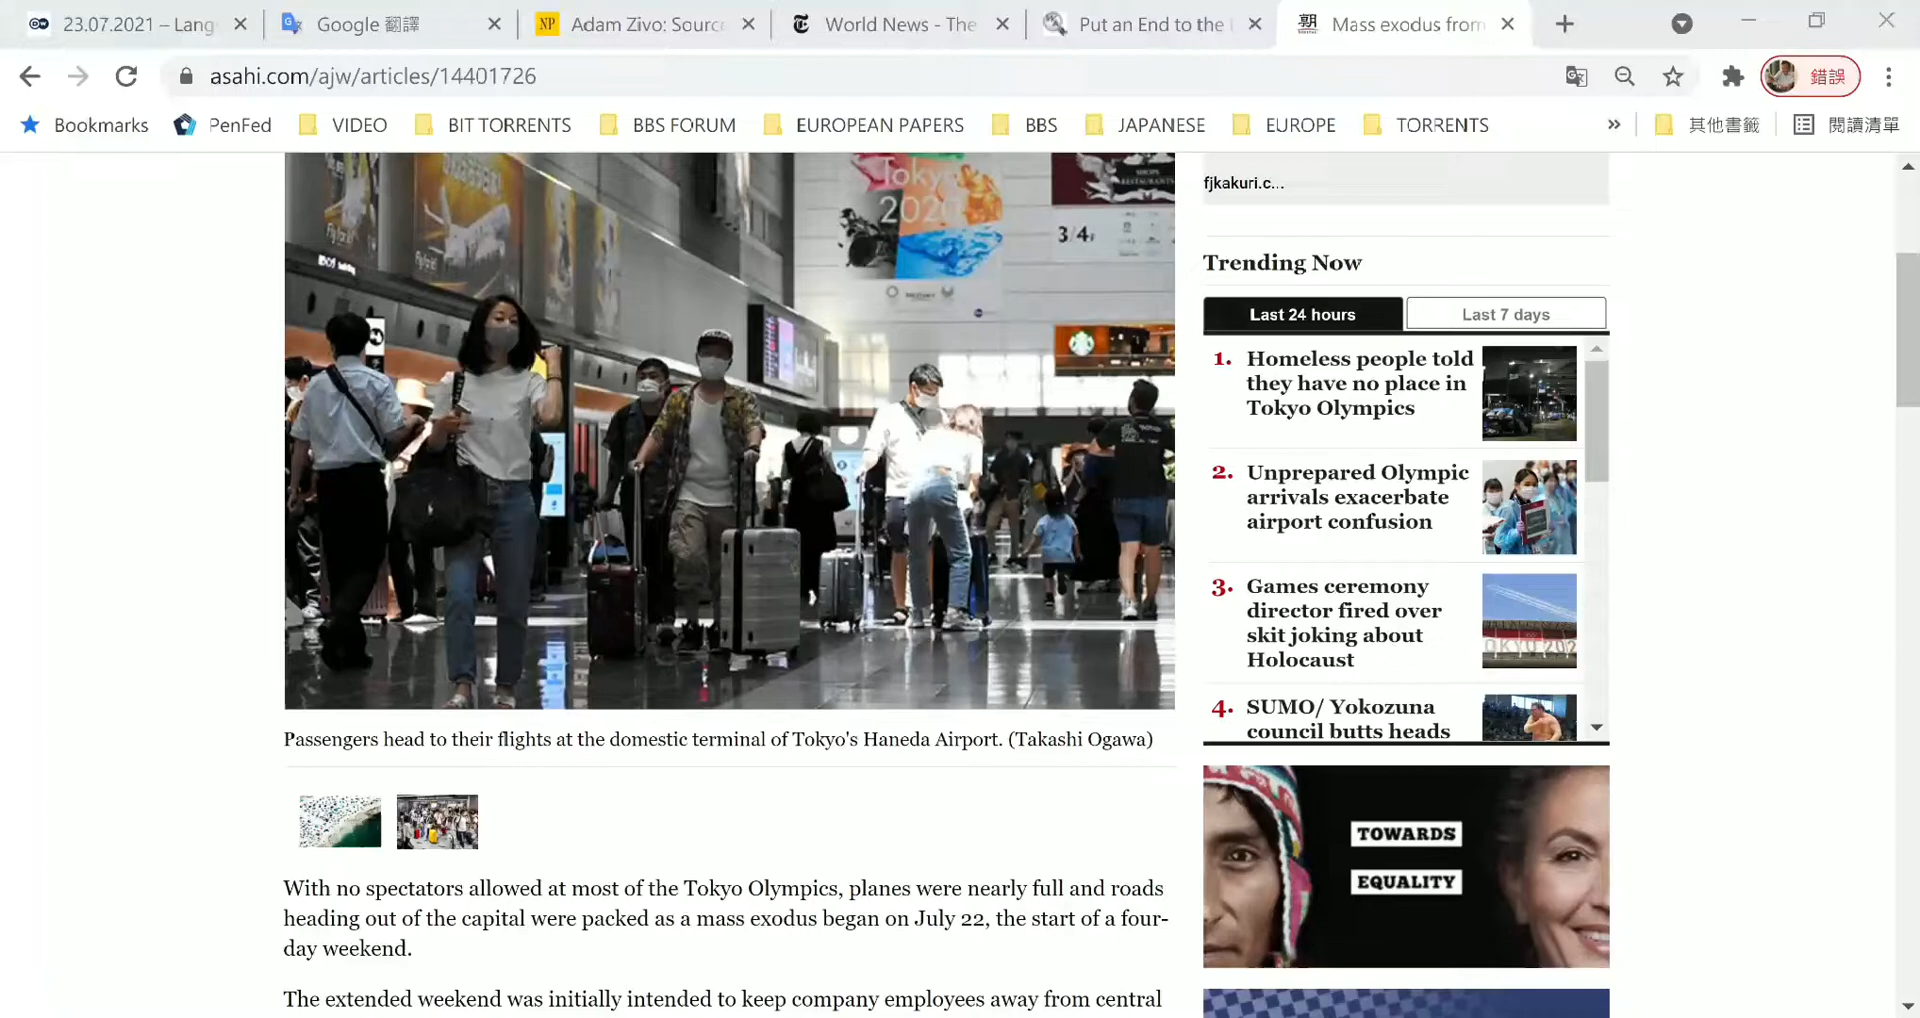 23.07.2021 – Lang
Google 翻譯
NP
Adam Zivo: Sourc
World News - The
Put an End to the
Mass exodus from
asahi.com/ajw/articles/14401726
錯誤
Bookmarks
PenFed
VIDEO
BIT TORRENTS
BBS FORUM
EUROPEAN PAPERS
BBS
JAPANESE
EUROPE
TORRENTS
»
其他書籤
閱讀清單
Tokyo
2020
3/4
fjkakuri.c...
Trending Now
Last 24 hours
Last 7 days
1. Homeless people told
they have no place in
Tokyo Olympics
2. Unprepared Olympic
arrivals exacerbate
airport confusion
3. Games ceremony
director fired over
skit joking about
Holocaust
4. SUMO/ Yokozuna
council butts heads
Passengers head to their flights at the domestic terminal of Tokyo's Haneda Airport. (Takashi Ogawa)
TOWARDS
EQUALITY
With no spectators allowed at most of the Tokyo Olympics, planes were nearly full and roads
heading out of the capital were packed as a mass exodus began on July 22, the start of a four-
day weekend.
The extended weekend was initially intended to keep company employees away from central